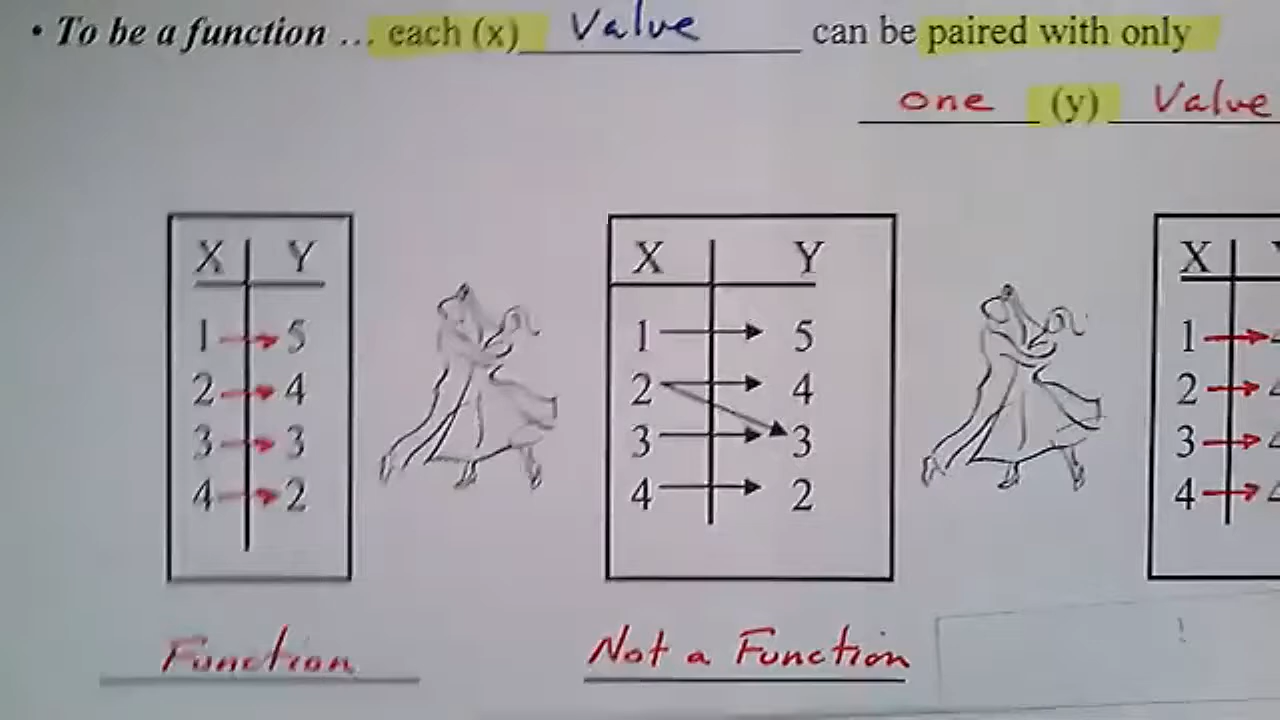 • To be a function ... each (x) Value can be paired with only
one (y) Value
X Y
1 5
2 4
3 3
4 2
Function
X Y
1 5
2 4
3 3
4 2
Not a Function
X
1
2
3
4